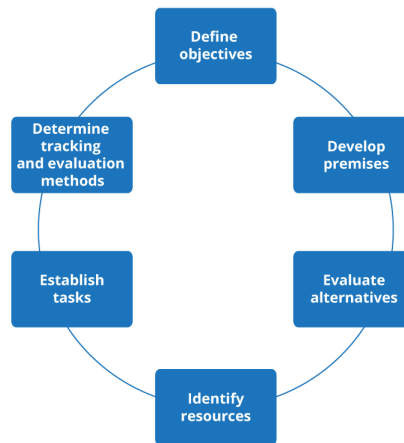 Define
objectives
Develop
premises
Evaluate
alternatives
Identify
resources
Establish
tasks
Determine
tracking
and evaluation
methods